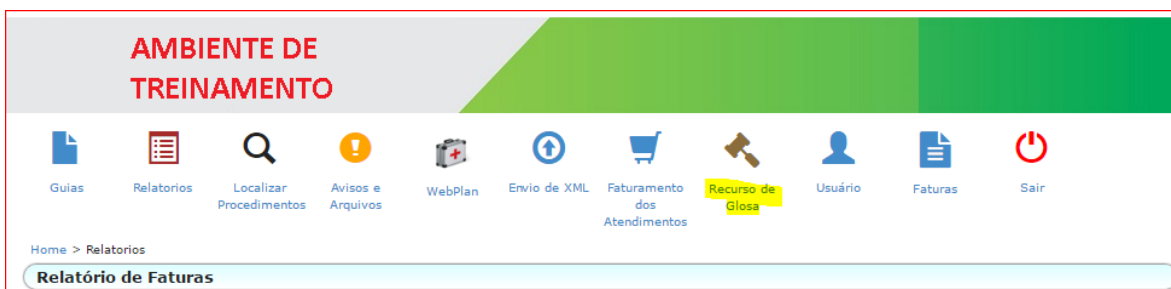 AMBIENTE DE
TREINAMENTO
Guias
Relatorios
Localizar
Procedimentos
Avisos e
Arquivos
WebPlan
Envio de XML
Faturamento
dos
Atendimentos
Recurso de
Glosa
Usuário
Faturas
Sair
Home > Relatorios
Relatório de Faturas